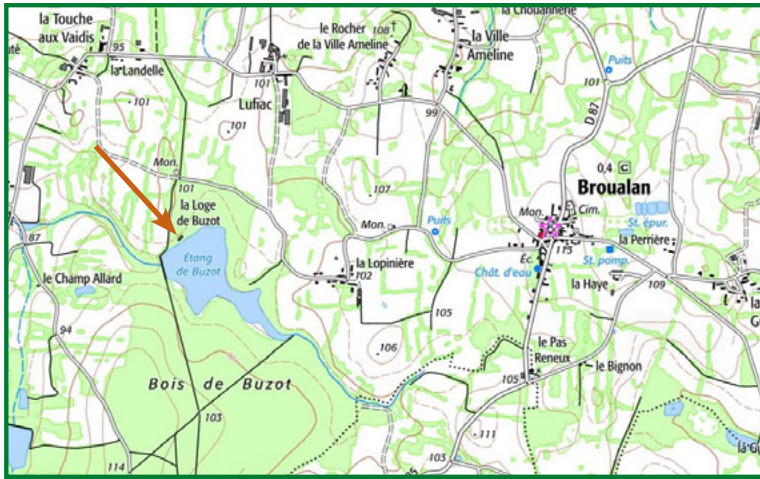 la Touche
aux Vaidis
95
la Landelle
101
101
Lufiac
101
le Rocher
de la Ville Ameline
108
la Ville
Ameline
la Chouannerie
Puits
101
99
D 87
Mon.
101
la Loge
de Buzot
107
Mon.
Puits
0,4 C
Broualan
Mon.
Cim.
St. épur.
la Perrière
115
St. pomp.
Éc.
Chât. d'eau
la Haye
109
87
Étang
de Buzot
le Champ Allard
la Lopinière
102
105
94
106
le Pas
Reneux
le Bignon
105
Bois de Buzot
103
111
103
114